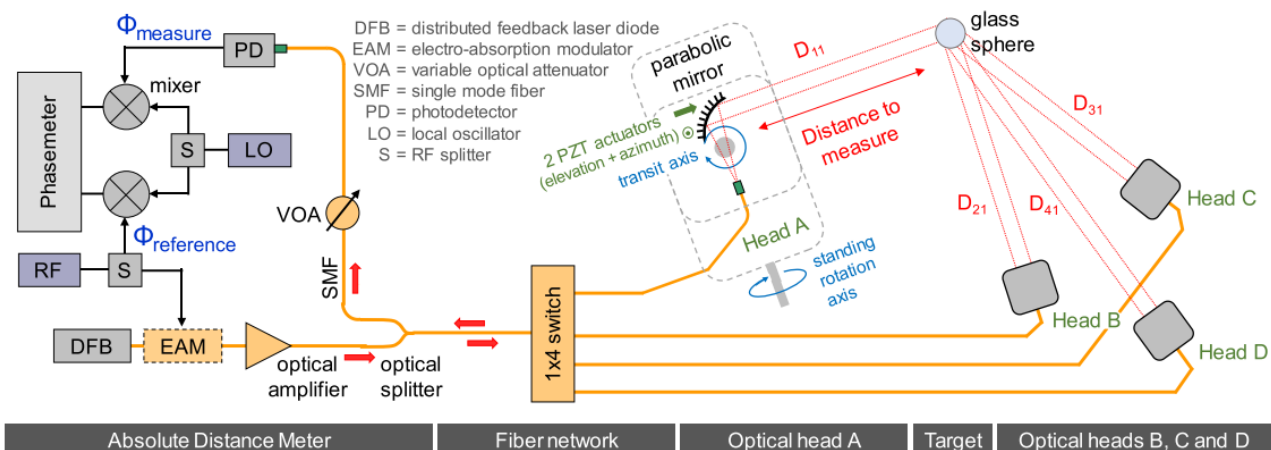 Φmeasure
PD
mixer
Phasemeter
S
LO
Φreference
RF
S
DFB
EAM
optical
amplifier
optical
splitter
VOA
SMF
DFB = distributed feedback laser diode
EAM = electro-absorption modulator
VOA = variable optical attenuator
SMF = single mode fiber
PD = photodetector
LO = local oscillator
S = RF splitter
1x4 switch
parabolic
mirror
2 PZT actuators
(elevation + azimuth)
transit axis
Head A
standing
rotation
axis
D11
Distance to
measure
glass
sphere
D31
D21
D41
Head C
Head B
Head D
Absolute Distance Meter
Fiber network
Optical head A
Target
Optical heads B, C and D